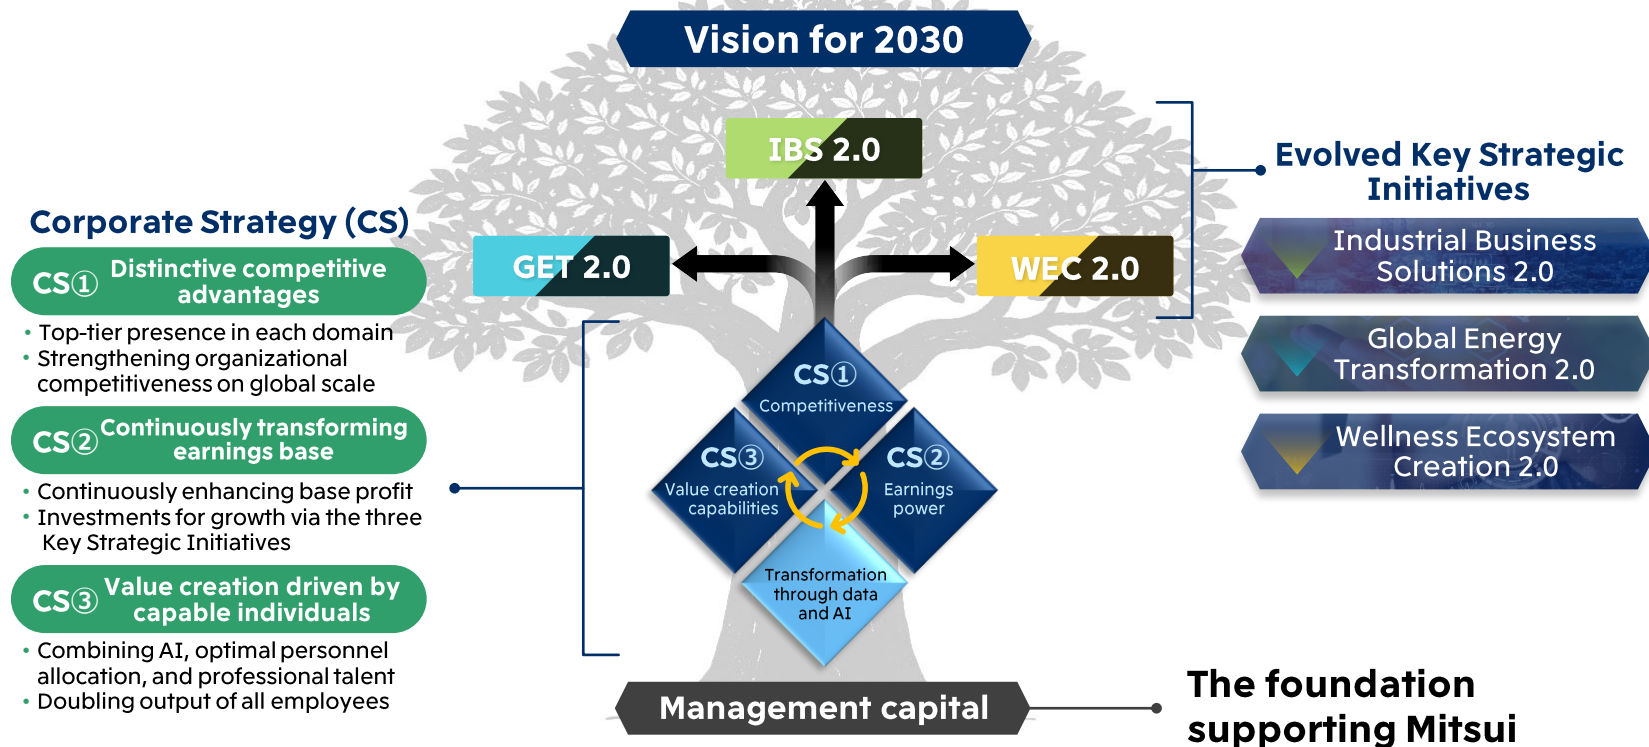 Vision for 2030
IBS 2.0
GET 2.0
WEC 2.0
Corporate Strategy (CS)
CS① Distinctive competitive
advantages
• Top-tier presence in each domain
• Strengthening organizational
competitiveness on global scale
CS② Continuously transforming
earnings base
• Continuously enhancing base profit
• Investments for growth via the three
Key Strategic Initiatives
CS③ Value creation driven by
capable individuals
• Combining AI, optimal personnel
allocation, and professional talent
• Doubling output of all employees
CS①
Competitiveness
CS③
Value creation
capabilities
CS②
Earnings
power
Transformation
through data
and AI
Management capital
Evolved Key Strategic
Initiatives
Industrial Business
Solutions 2.0
Global Energy
Transformation 2.0
Wellness Ecosystem
Creation 2.0
The foundation
supporting Mitsui